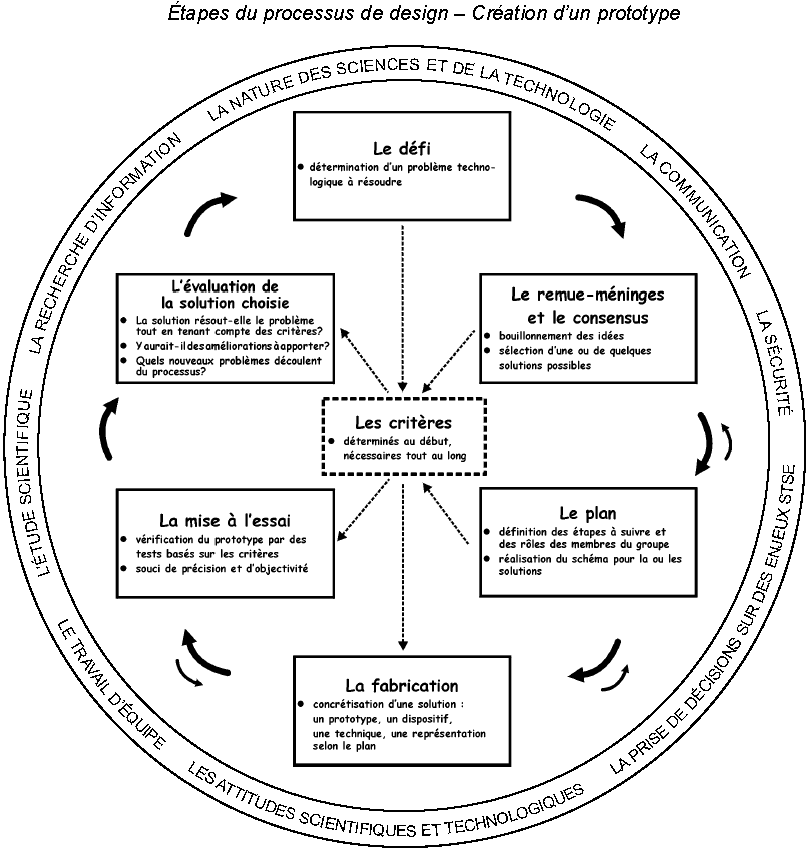 Étapes du processus de design – Création d'un prototype
LA NATURE DES SCIENCES ET DE LA TECHNOLOGIE
LA COMMUNICATION
LA SÉCURITÉ
LA PRISE DE DÉCISIONS SUR DES ENJEUX STSE
LES ATTITUDES SCIENTIFIQUES ET TECHNOLOGIQUES
LE TRAVAIL D'ÉQUIPE
L'ÉTUDE SCIENTIFIQUE
LA RECHERCHE D'INFORMATION
Le défi
● détermination d'un problème techno-
logique à résoudre
Le remue-méninges
et le consensus
● bouillonnement des idées
● sélection d'une ou de quelques
solutions possibles
Le plan
● définition des étapes à suivre et
des rôles des membres du groupe
● réalisation du schéma pour la ou les
solutions
La fabrication
● concrétisation d'une solution :
un prototype, un dispositif,
une technique, une représentation
selon le plan
La mise à l'essai
● vérification du prototype par des
tests basés sur les critères
● souci de précision et d'objectivité
L'évaluation de
la solution choisie
● La solution résout-elle le problème
tout en tenant compte des critères?
● Y aurait-il des améliorations à apporter?
● Quels nouveaux problèmes découlent
du processus?
Les critères
● déterminés au début,
nécessaires tout au long